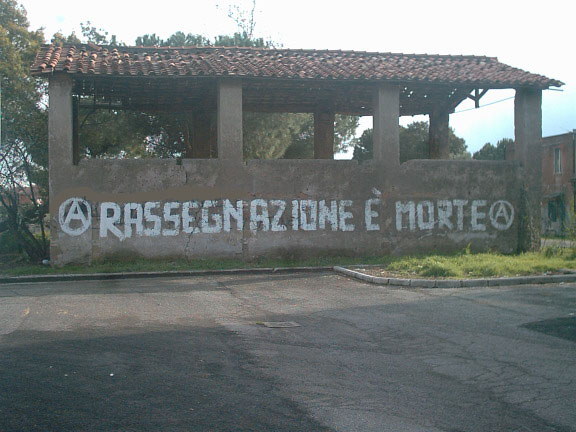 Ⓐ RASSEGNAZIONE È MORTE Ⓐ